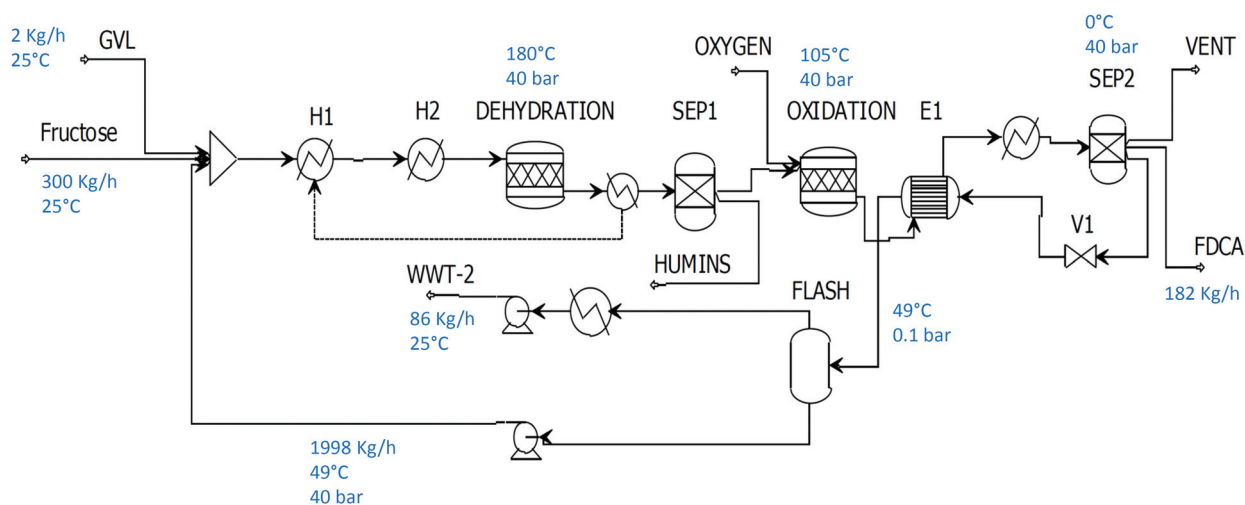 2 Kg/h
25°C
GVL
Fructose
300 Kg/h
25°C
H1
H2
180°C
40 bar
DEHYDRATION
SEP1
HUMINS
OXYGEN
105°C
40 bar
OXIDATION
E1
0°C
40 bar
SEP2
VENT
V1
FDCA
182 Kg/h
WWT-2
86 Kg/h
25°C
FLASH
49°C
0.1 bar
1998 Kg/h
49°C
40 bar